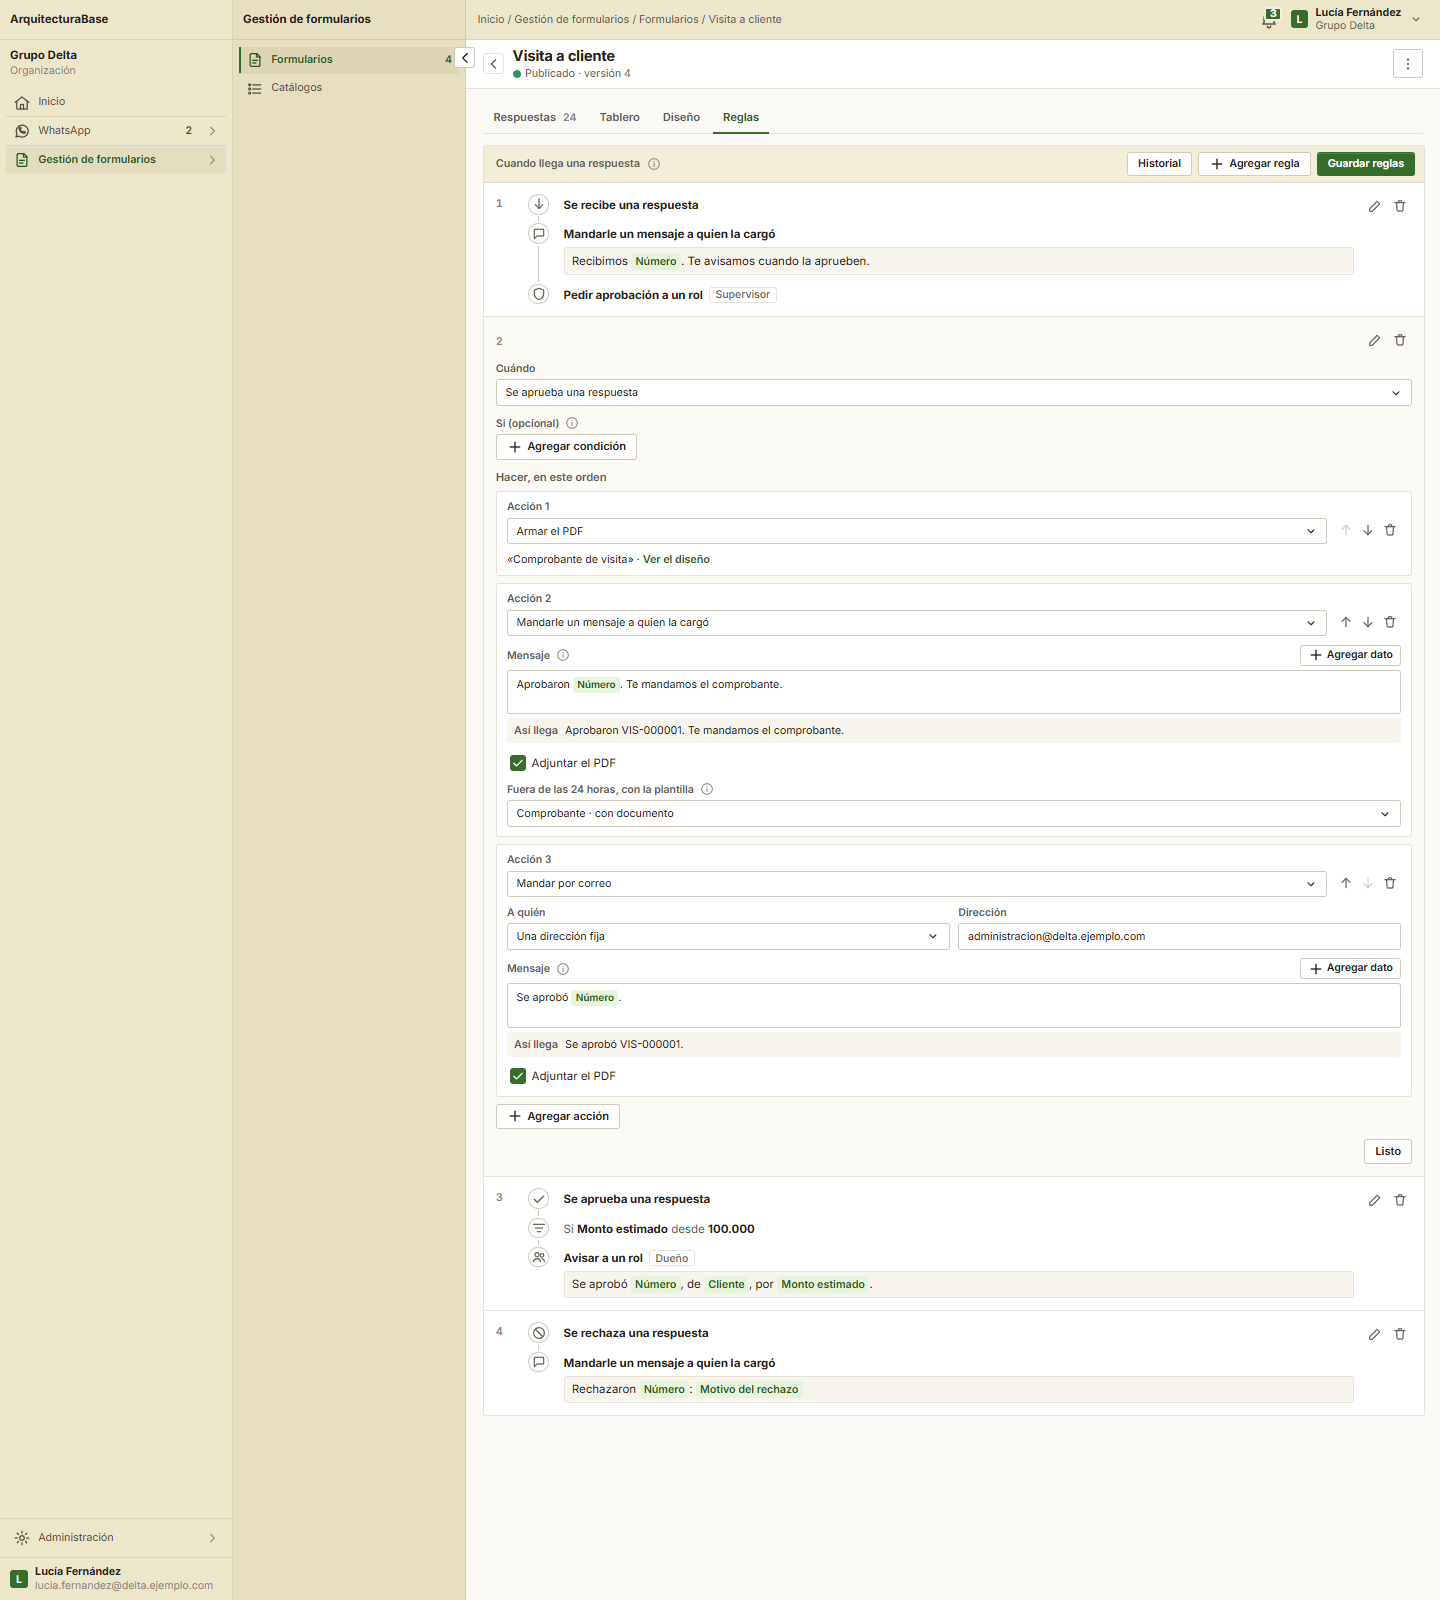 ArquitecturaBase
Grupo Delta
Organización
Inicio
WhatsApp 2
Gestión de formularios
Administración
L Lucía Fernández
lucia.fernandez@delta.ejemplo.com
Gestión de formularios
Formularios 4
Catálogos
Inicio / Gestión de formularios / Formularios / Visita a cliente
3
L Lucía Fernández
Grupo Delta
Visita a cliente
Publicado · versión 4
Respuestas 24 Tablero Diseño Reglas
Cuando llega una respuesta Historial Agregar regla Guardar reglas
1 Se recibe una respuesta
Mandarle un mensaje a quien la cargó
Recibimos Número. Te avisamos cuando la aprueben.
Pedir aprobación a un rol Supervisor
2
Cuándo
Se aprueba una respuesta
Si (opcional)
Agregar condición
Hacer, en este orden
Acción 1
Armar el PDF
«Comprobante de visita» · Ver el diseño
Acción 2
Mandarle un mensaje a quien la cargó
Mensaje Agregar dato
Aprobaron Número. Te mandamos el comprobante.
Así llega Aprobaron VIS-000001. Te mandamos el comprobante.
Adjuntar el PDF
Fuera de las 24 horas, con la plantilla
Comprobante · con documento
Acción 3
Mandar por correo
A quién Dirección
Una dirección fija administracion@delta.ejemplo.com
Mensaje Agregar dato
Se aprobó Número.
Así llega Se aprobó VIS-000001.
Adjuntar el PDF
Agregar acción
Listo
3 Se aprueba una respuesta
Si Monto estimado desde 100.000
Avisar a un rol Dueño
Se aprobó Número, de Cliente, por Monto estimado.
4 Se rechaza una respuesta
Mandarle un mensaje a quien la cargó
Rechazaron Número: Motivo del rechazo